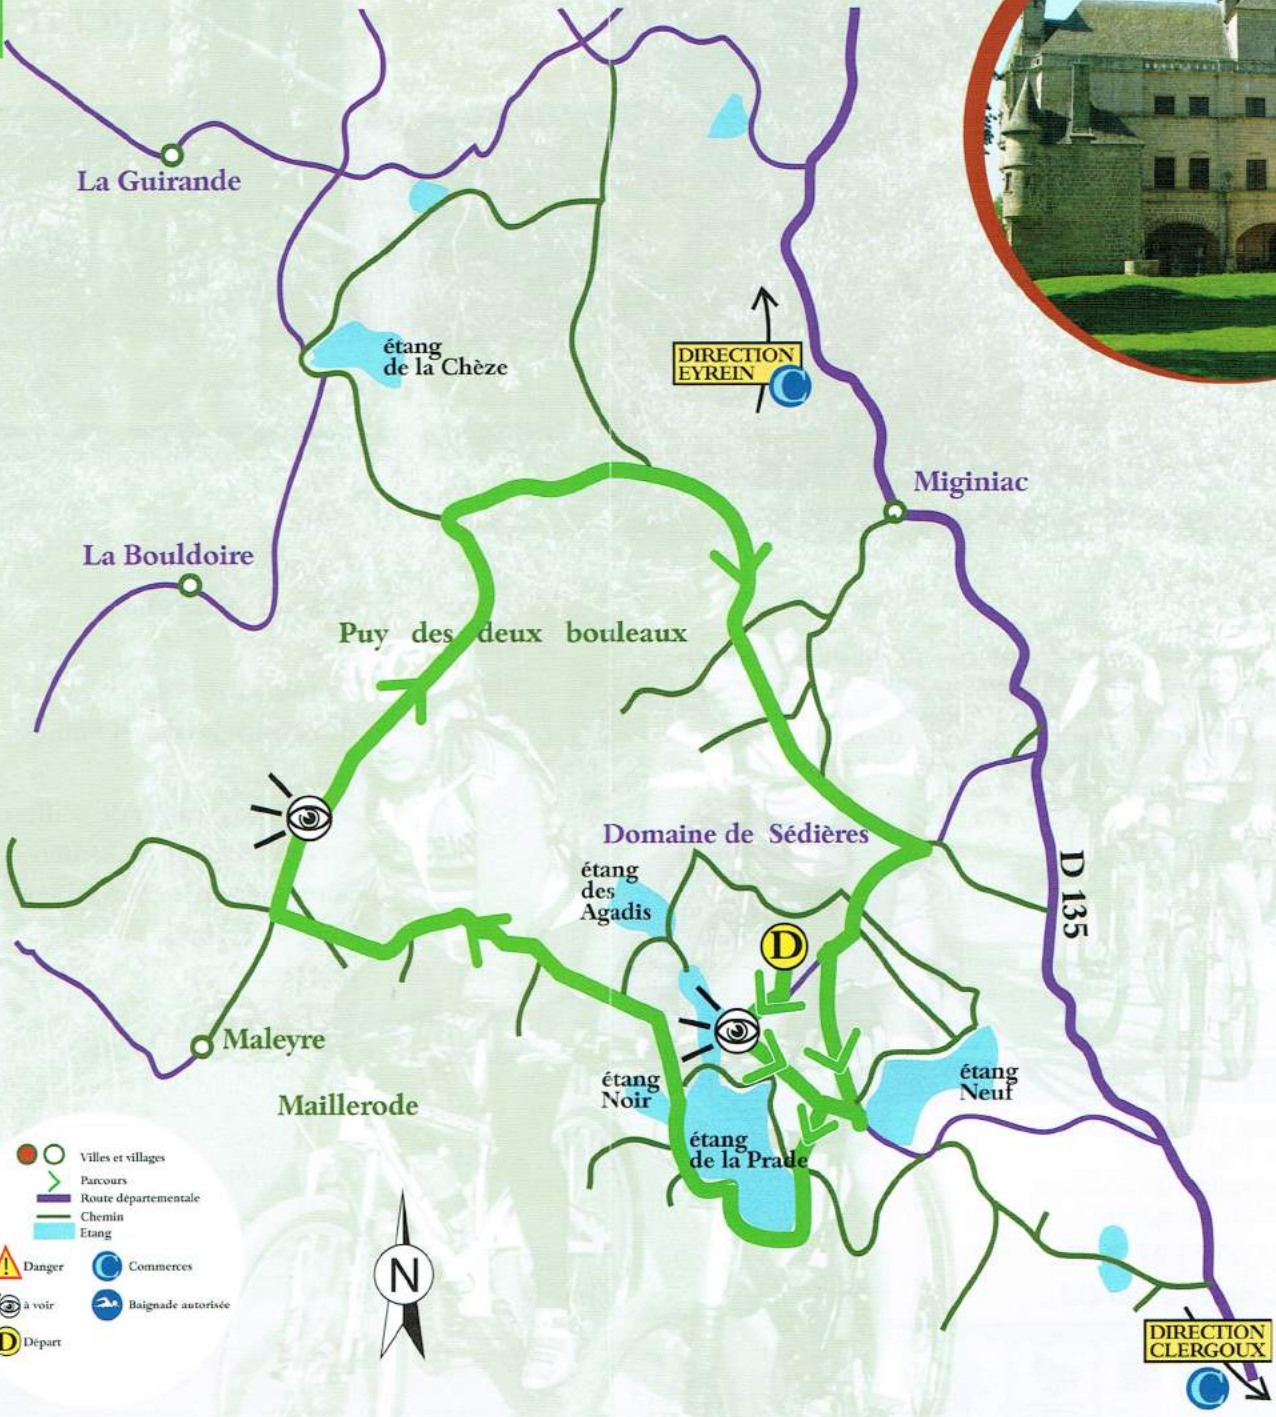 La Guirande
étang
de la Chèze
DIRECTION
EYREIN
C
Miginiac
La Bouldoire
Puy des deux bouleaux
Domaine de Sédières
étang
des
Agadis
D 135
D
Maleyre
étang
Neuf
étang
Noir
Maillerode
étang
de la Prade
Villes et villages
Parcours
Route départementale
Chemin
Etang
! Danger
C Commerces
à voir
Baignade autorisée
D Départ
N
DIRECTION
CLERGOUX
C